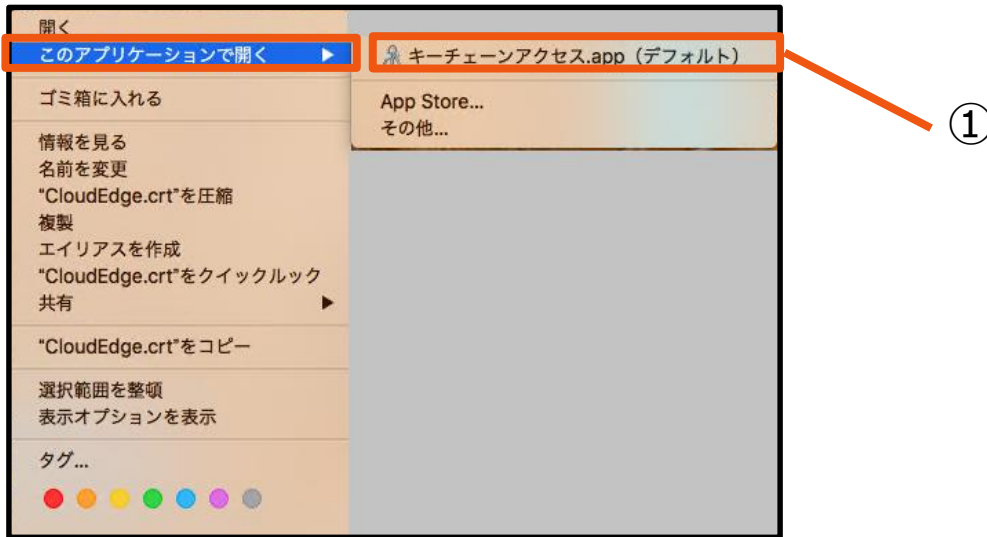 開く
このアプリケーションで開く ▶
キーチェーンアクセス.app（デフォルト）
App Store...
その他...
①
ゴミ箱に入れる
情報を見る
名前を変更
“CloudEdge.crt”を圧縮
複製
エイリアスを作成
“CloudEdge.crt”をクイックルック
共有 ▶
“CloudEdge.crt”をコピー
選択範囲を整頓
表示オプションを表示
タグ...